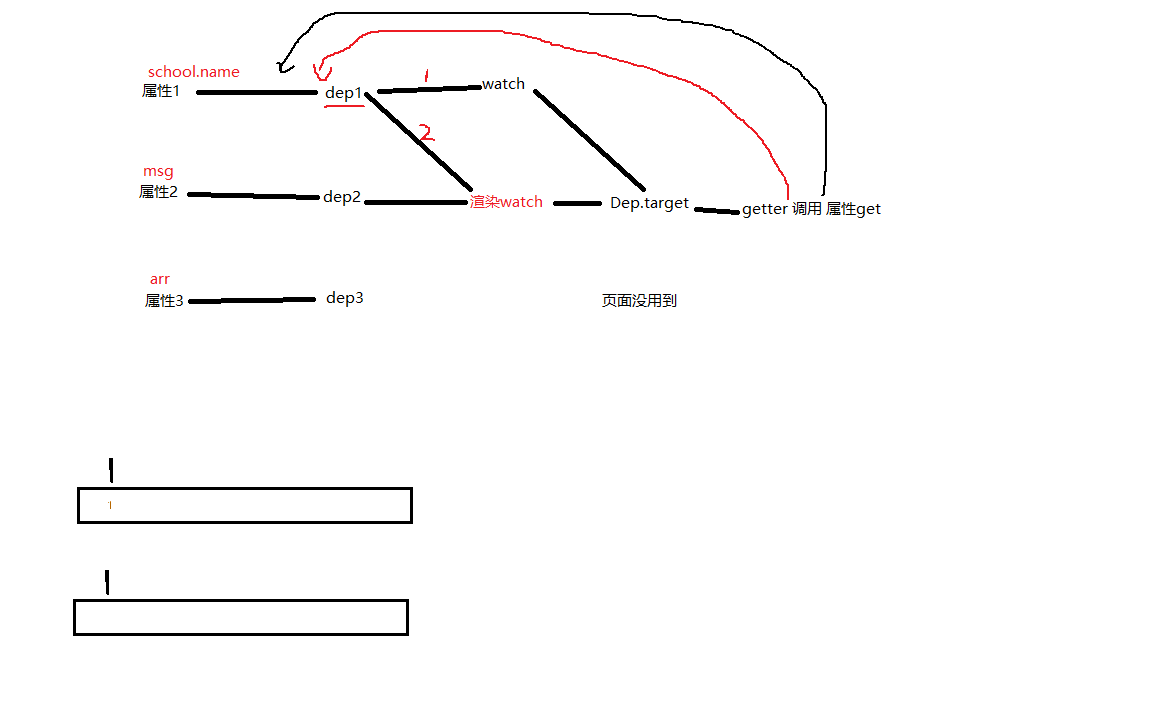 school.name
属性1 dep1 1 watch
2
msg
属性2 dep2 渲染watch Dep.target getter 调用 属性get
arr
属性3 dep3 页面没用到
1